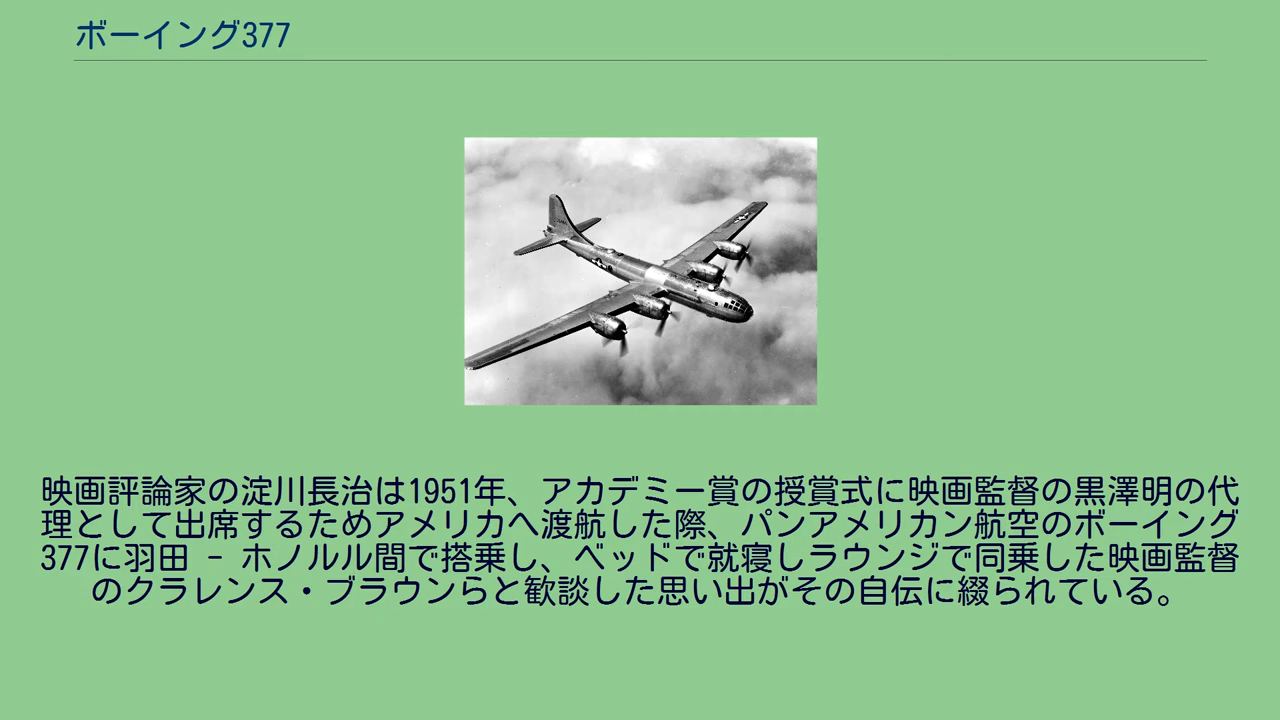 ボーイング377
映画評論家の淀川長治は1951年、アカデミー賞の授賞式に映画監督の黒澤明の代
理として出席するためアメリカへ渡航した際、パンアメリカン航空のボーイング
377に羽田 - ホノルル間で搭乗し、ベッドで就寝しラウンジで同乗した映画監督
のクラレンス・ブラウンらと歓談した思い出がその自伝に綴られている。